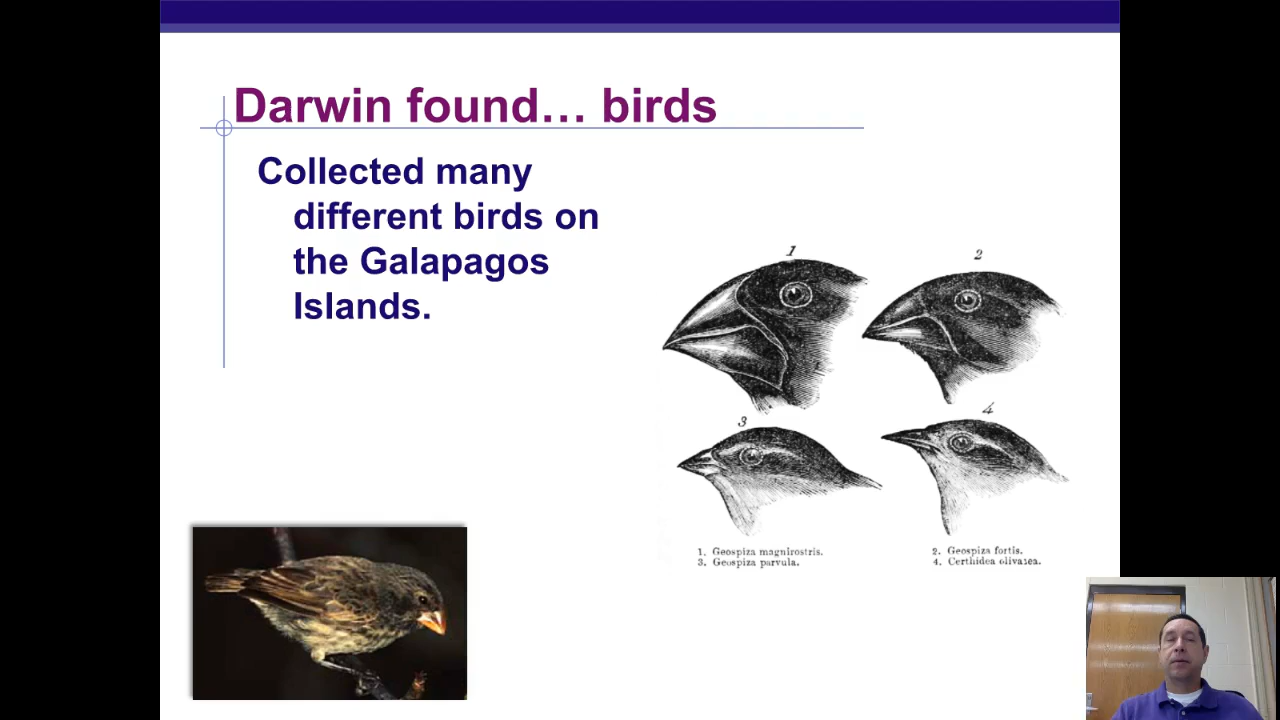 Darwin found… birds
Collected many
different birds on
the Galapagos
Islands.
1
2
3
4
1. Geospiza magnirostris.
2. Geospiza fortis.
3. Geospiza parvula.
4. Certhidea olivacea.